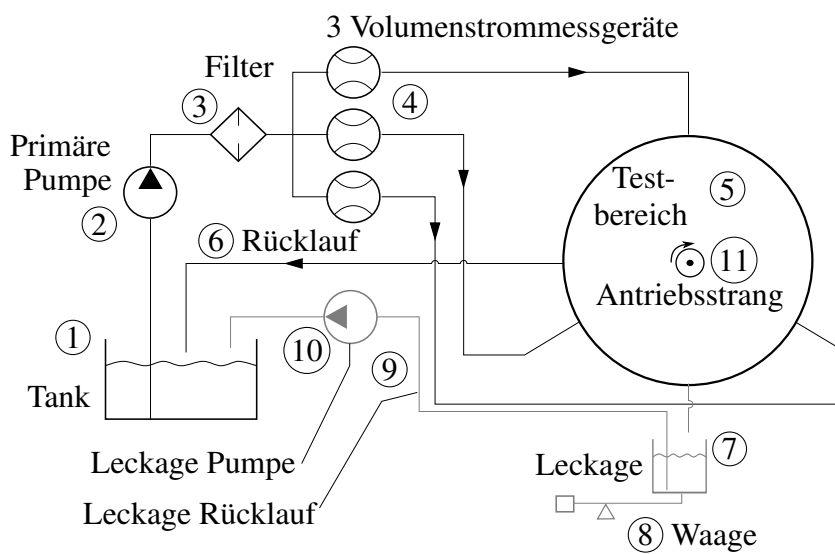 3 Volumenstrommessgeräte
Filter
3
4
Primäre
Pumpe
2
Test-
bereich
5
6 Rücklauf
11
Antriebsstrang
1
10
9
Tank
Leckage Pumpe
Leckage
7
Leckage Rücklauf
8 Waage